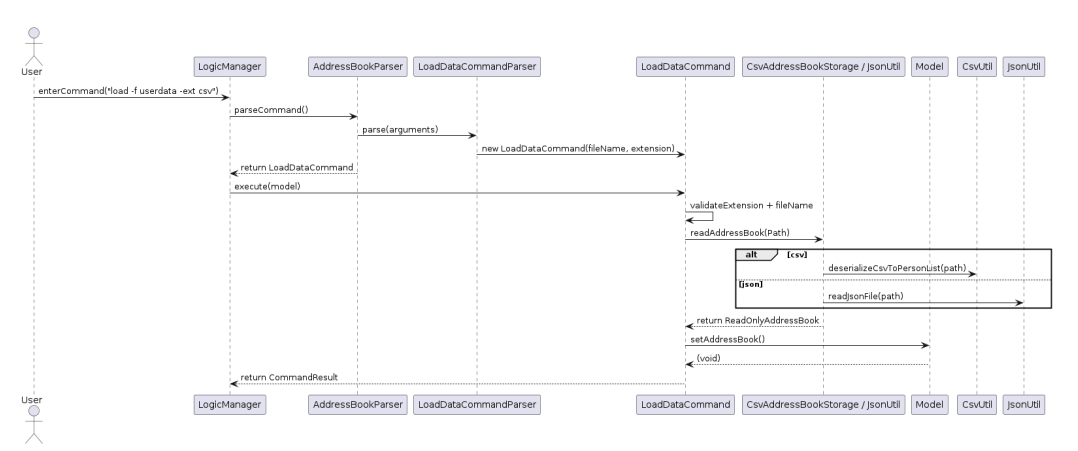 User
LogicManager
AddressBookParser
LoadDataCommandParser
LoadDataCommand
CsvAddressBookStorage / JsonUtil
Model
CsvUtil
JsonUtil
enterCommand("load -f userdata -ext csv")
parseCommand()
parse(arguments)
new LoadDataCommand(fileName, extension)
return LoadDataCommand
execute(model)
validateExtension + fileName
readAddressBook(Path)
alt
[csv]
deserializeCsvToPersonList(path)
[json]
readJsonFile(path)
return ReadOnlyAddressBook
setAddressBook()
(void)
return CommandResult
User
LogicManager
AddressBookParser
LoadDataCommandParser
LoadDataCommand
CsvAddressBookStorage / JsonUtil
Model
CsvUtil
JsonUtil